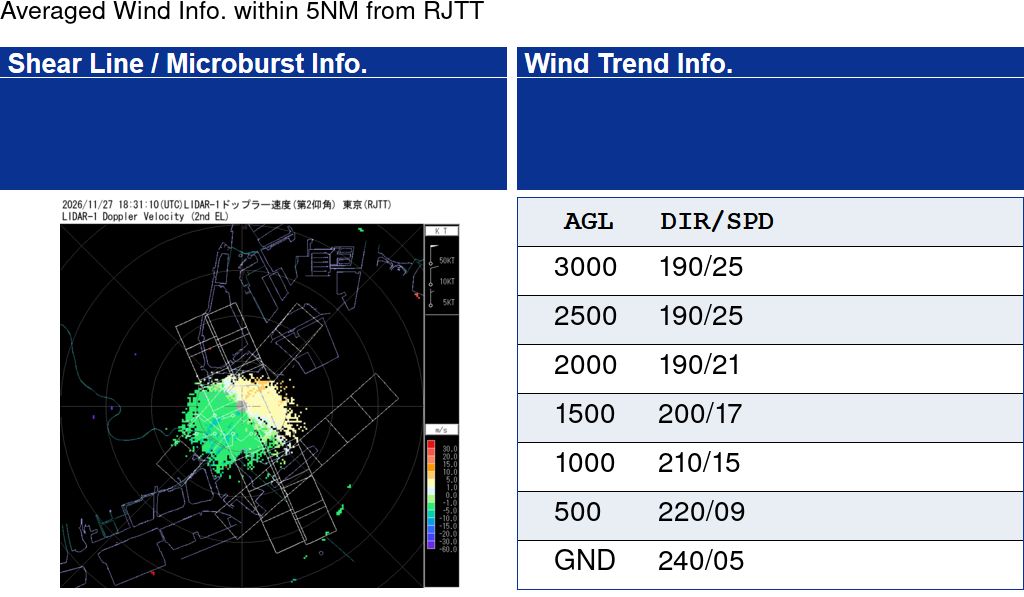 Averaged Wind Info. within 5NM from RJTT
Shear Line / Microburst Info.
Wind Trend Info.
2026/11/27 18:31:10(UTC)LIDAR-1ドップラー速度(第2仰角) 東京(RJTT)
LIDAR-1 Doppler Velocity (2nd EL)
KT
50KT
10KT
5KT
m/s
30.0
20.0
15.0
10.0
5.0
1.0
0.0
-1.0
-5.0
-10.0
-15.0
-20.0
-30.0
-60.0
AGL DIR/SPD
3000 190/25
2500 190/25
2000 190/21
1500 200/17
1000 210/15
500 220/09
GND 240/05